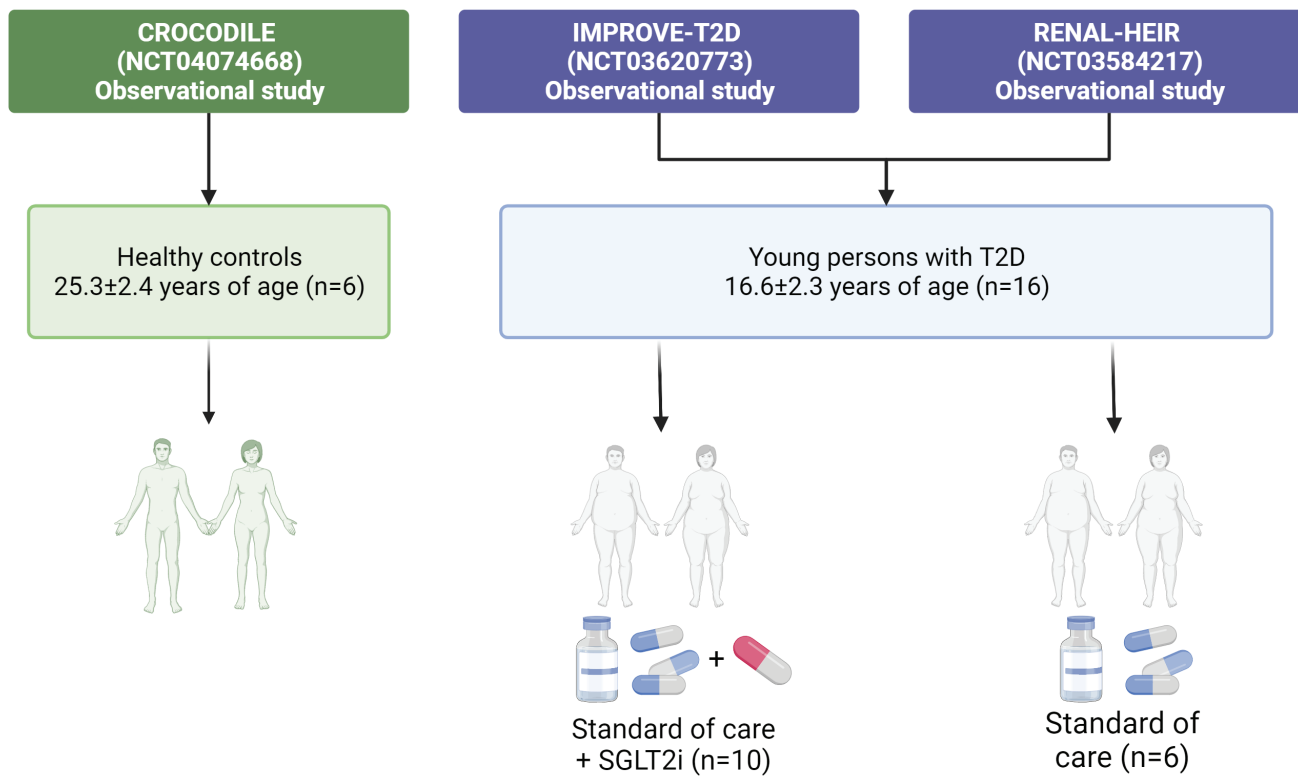 CROCODILE
(NCT04074668)
Observational study
IMPROVE-T2D
(NCT03620773)
Observational study
RENAL-HEIR
(NCT03584217)
Observational study
Healthy controls
25.3±2.4 years of age (n=6)
Young persons with T2D
16.6±2.3 years of age (n=16)
+
Standard of care
+ SGLT2i (n=10)
Standard of
care (n=6)